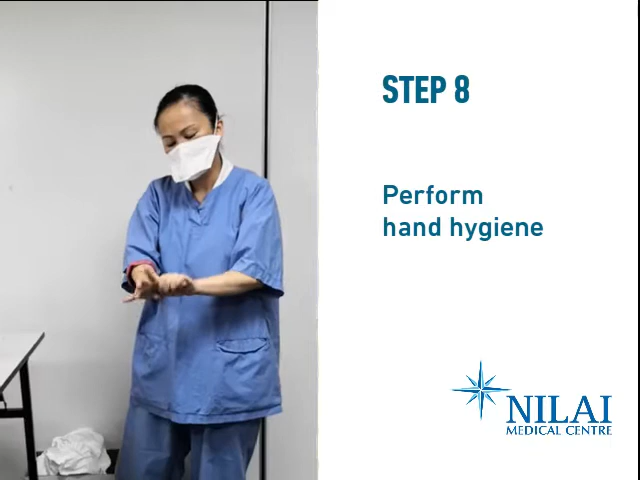 STEP 8
Perform
hand hygiene
NILAI
MEDICAL CENTRE